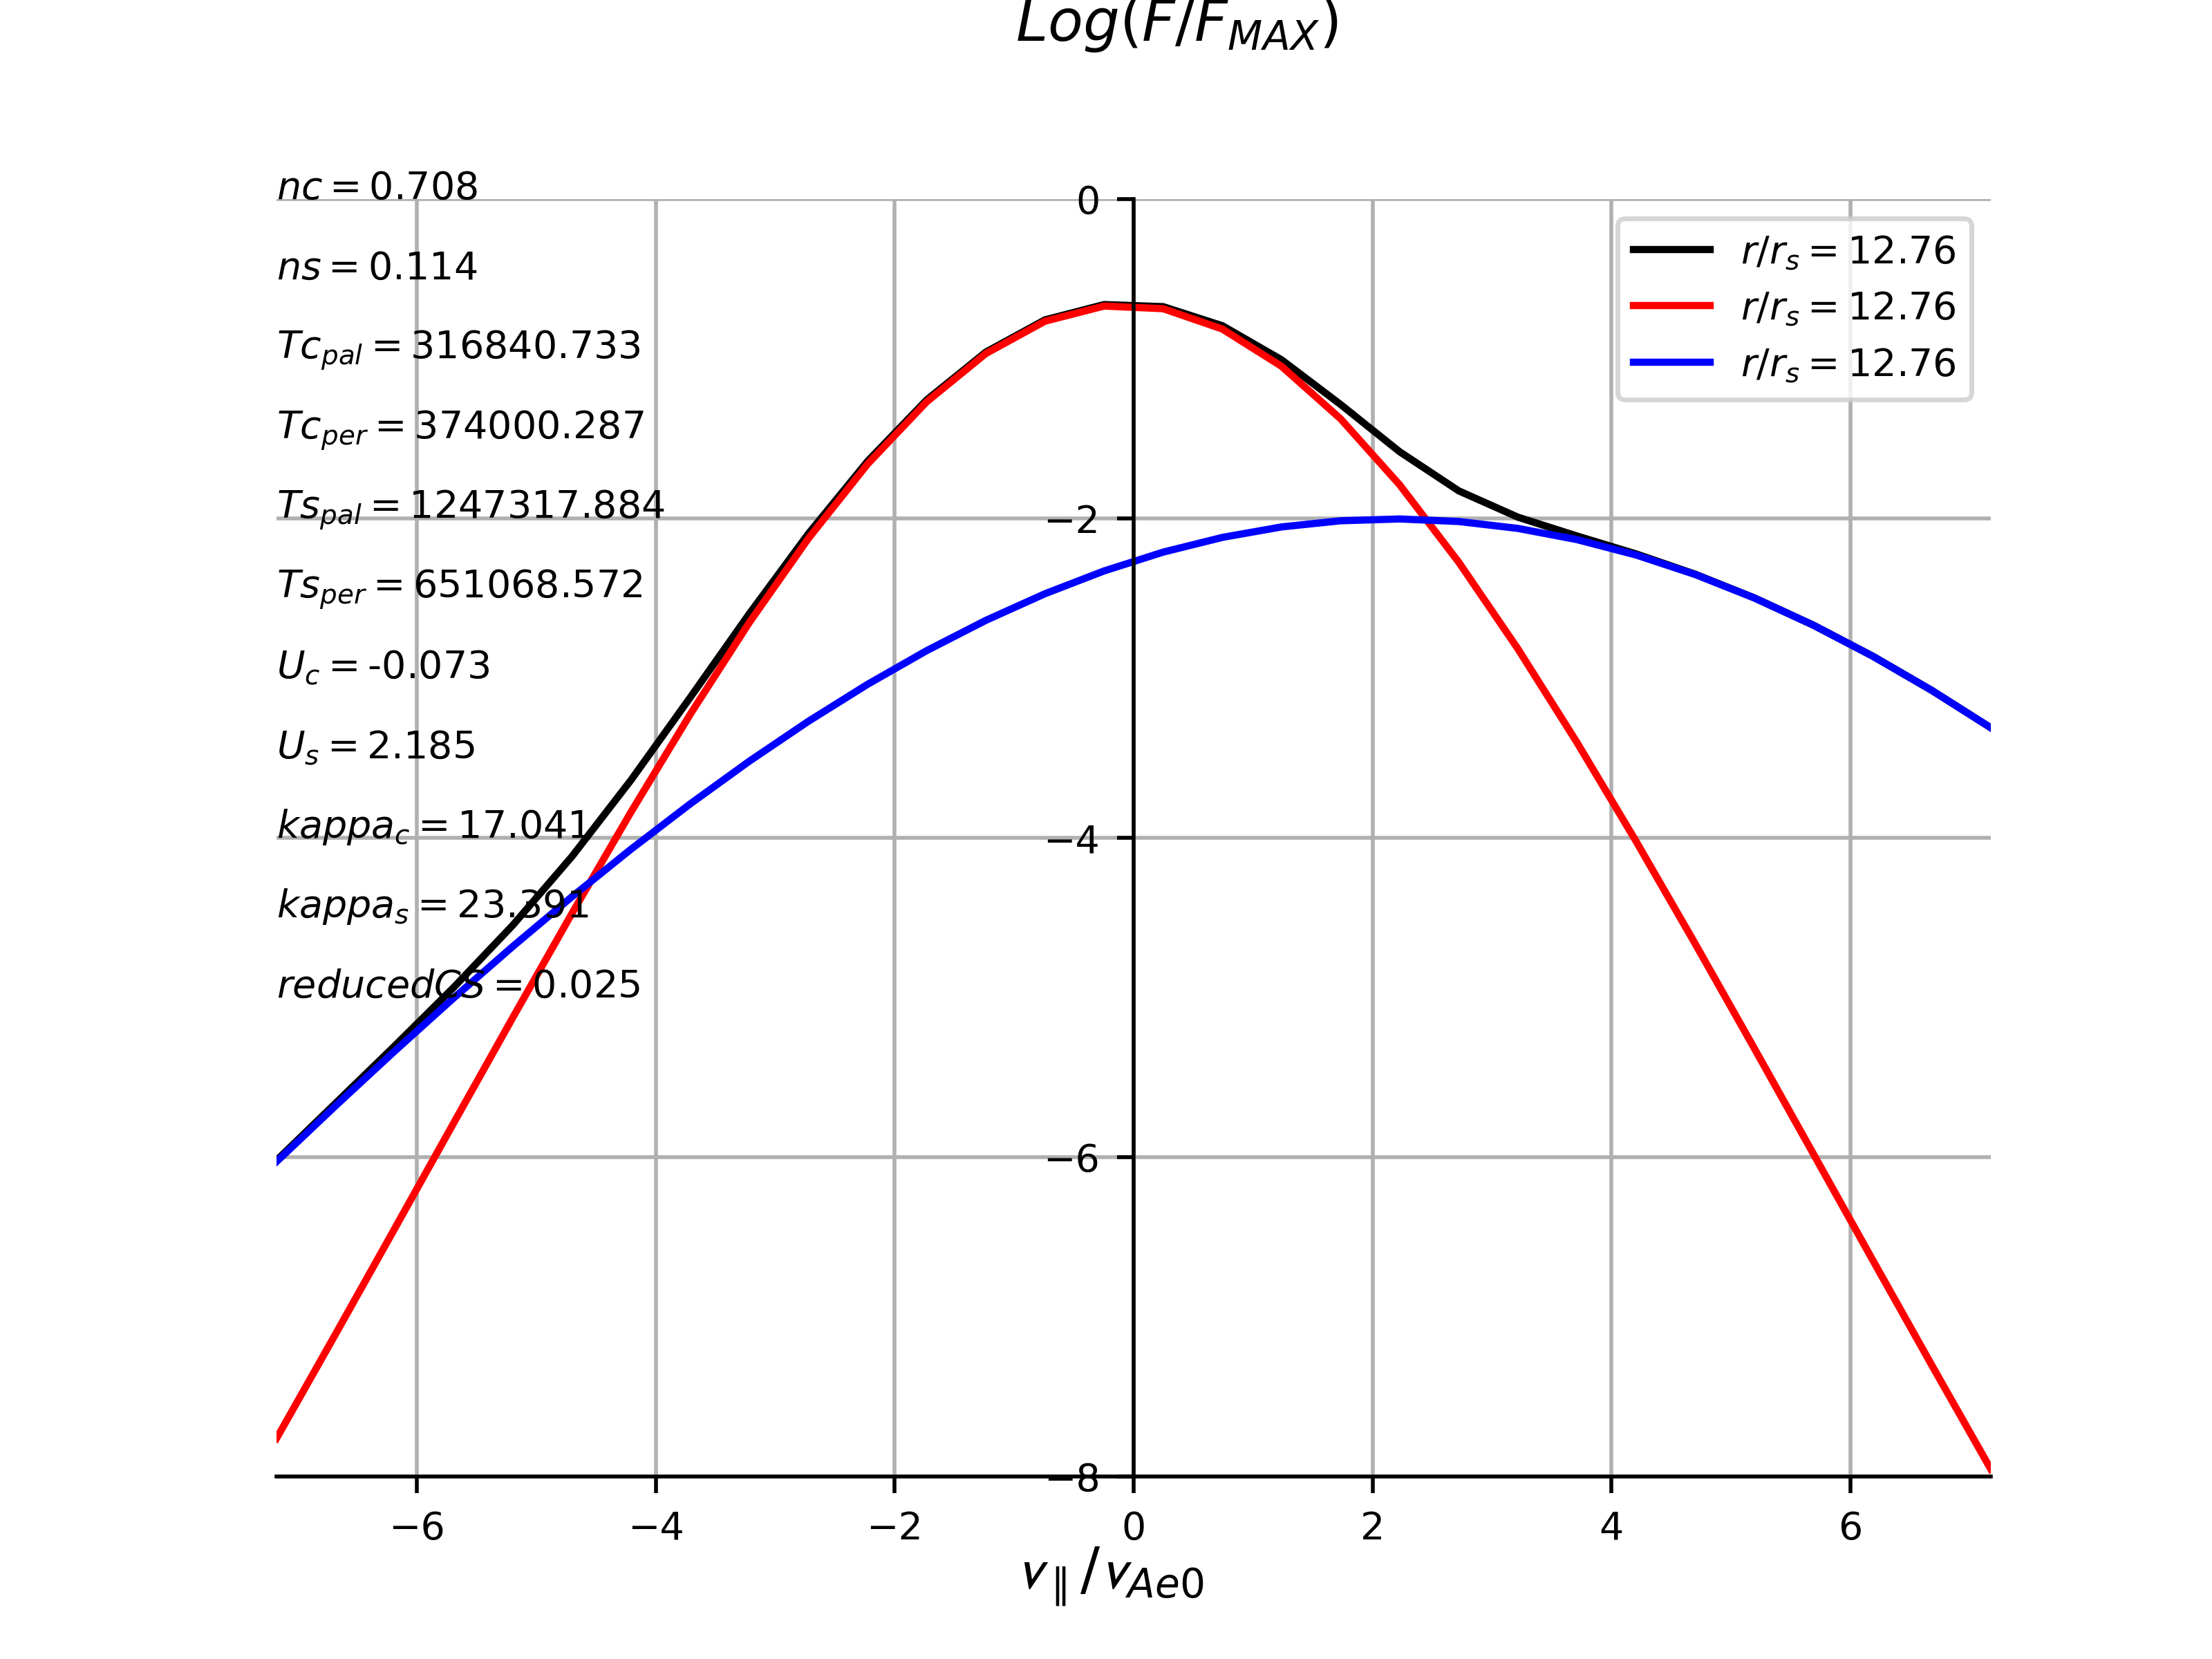 Log(F/F_MAX)
nc = 0.708
ns = 0.114
Tc_pal = 316840.733
Tc_per = 374000.287
Ts_pal = 1247317.884
Ts_per = 651068.572
U_c = -0.073
U_s = 2.185
kappa_c = 17.041
kappa_s = 23.391
reducedCS = 0.025
r/r_s = 12.76
r/r_s = 12.76
r/r_s = 12.76
0
−2
−4
−6
−8
−6 −4 −2 0 2 4 6
v_∥/v_Ae0